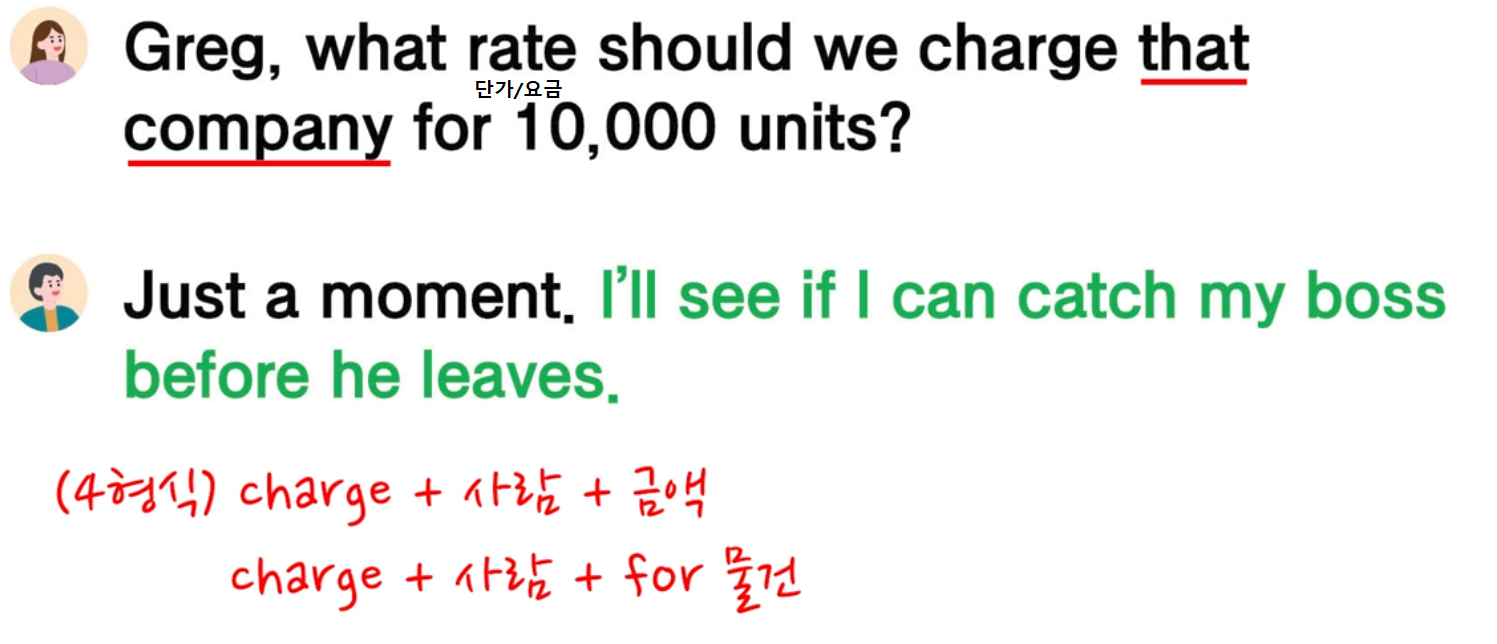 Greg, what rate should we charge that
단가/요금
company for 10,000 units?
Just a moment. I'll see if I can catch my boss
before he leaves.
(4형식) charge + 사람 + 금액
charge + 사람 + for 물건